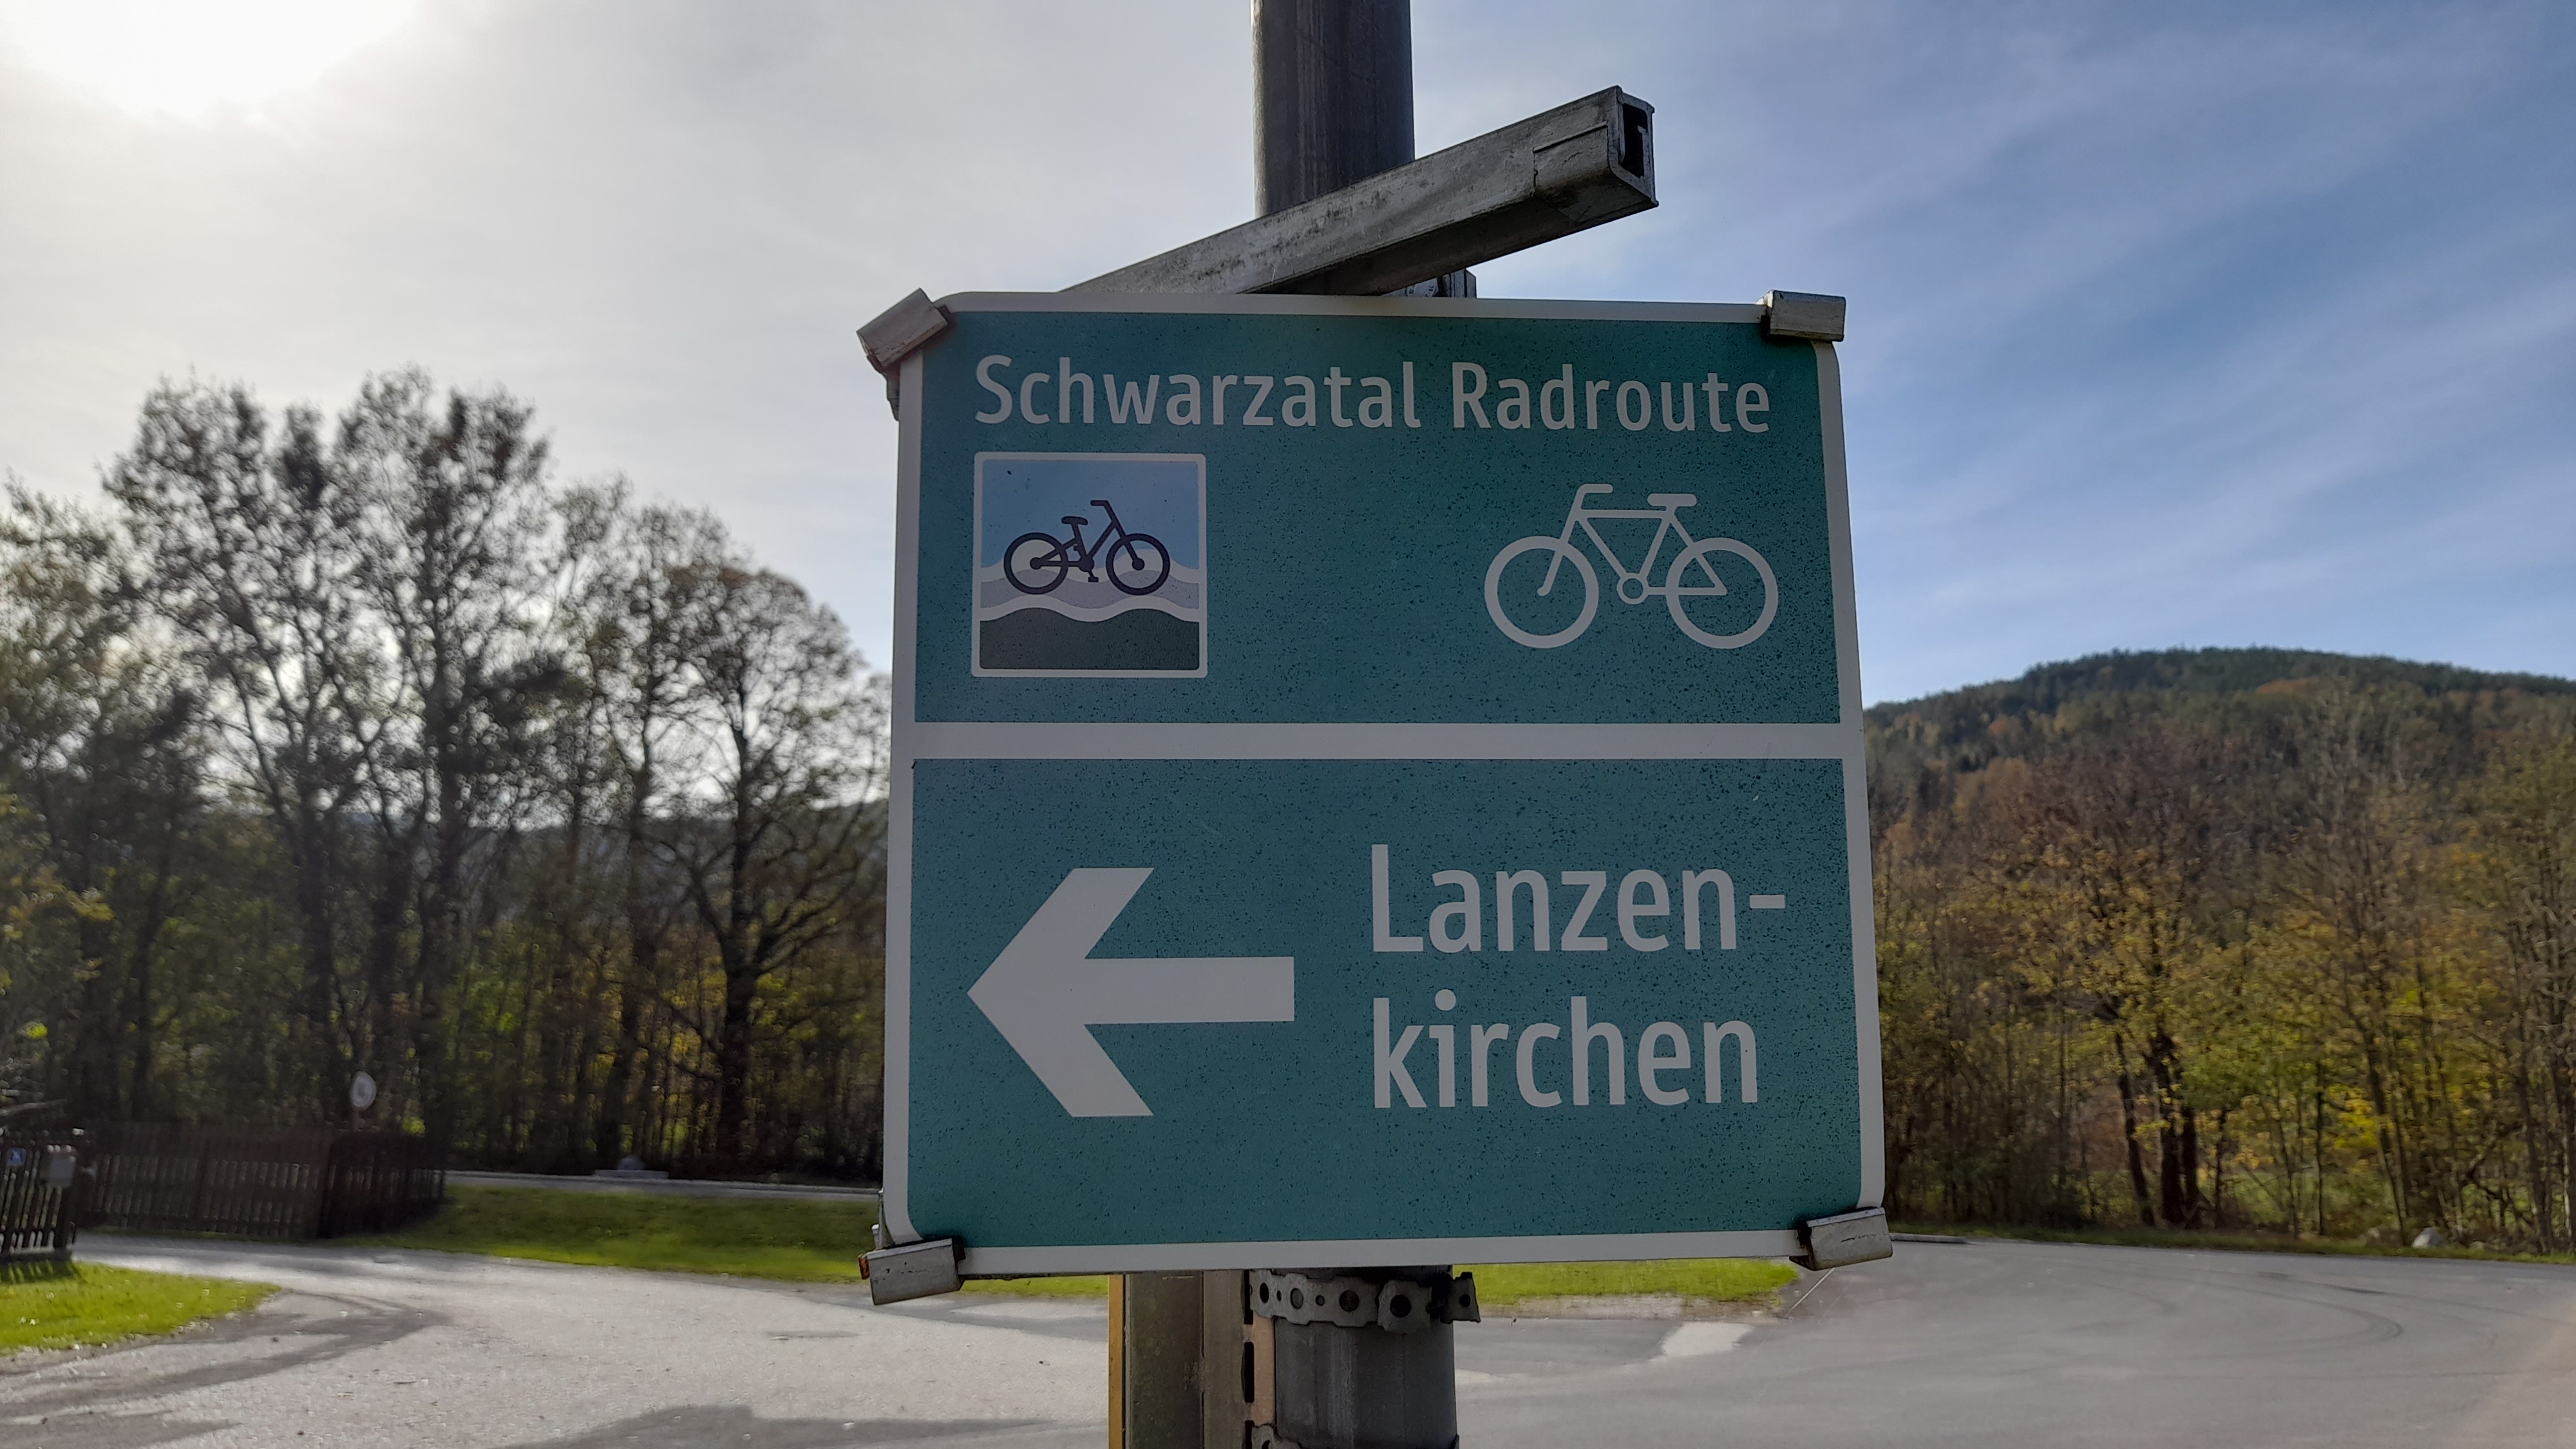 Schwarzatal Radroute
Lanzen-
kirchen